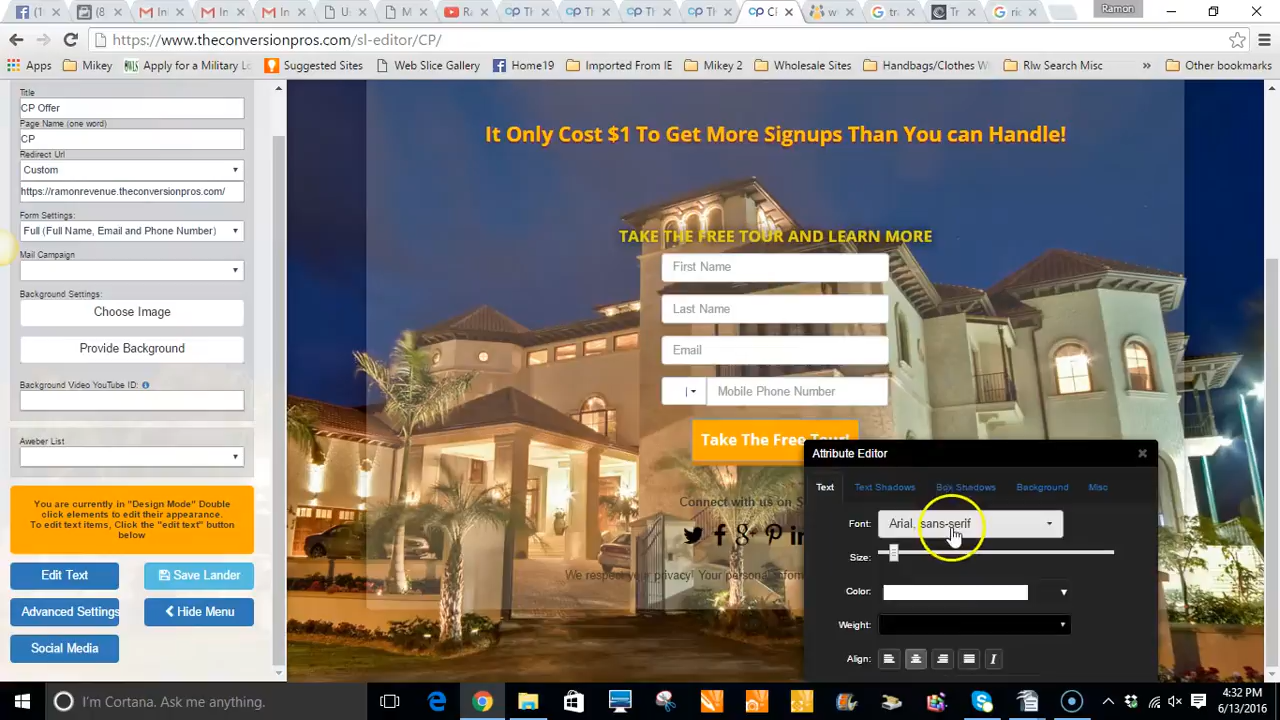 Ramon
https://www.theconversionpros.com/sl-editor/CP/
Apps
Mikey
Apply for a Military L
Suggested Sites
Web Slice Gallery
Home19
Imported From IE
Mikey 2
Wholesale Sites
Handbags/Clothes W
Rlw Search Misc
»
Other bookmarks
Title
CP Offer
Page Name (one word)
CP
Redirect Url
Custom
https://ramonrevenue.theconversionpros.com/
Form Settings:
Full (Full Name, Email and Phone Number)
Mail Campaign
Background Settings:
Choose Image
Provide Background
Background Video YouTube ID:
Aweber List
You are currently in "Design Mode" Double
click elements to edit their appearance.
To edit text items, Click the "edit text" button
below
Edit Text
Save Lander
Advanced Settings
Hide Menu
Social Media
It Only Cost $1 To Get More Signups Than You can Handle!
TAKE THE FREE TOUR AND LEARN MORE
First Name
Last Name
Email
Mobile Phone Number
Take The Free Tour!
Connect with us on S
We respect your privacy! Your personal inform
Attribute Editor
Text
Text Shadows
Box Shadows
Background
Misc
Font:
Arial, sans-serif
Size:
Color:
Weight:
Align:
I'm Cortana. Ask me anything.
4:32 PM
6/13/2016